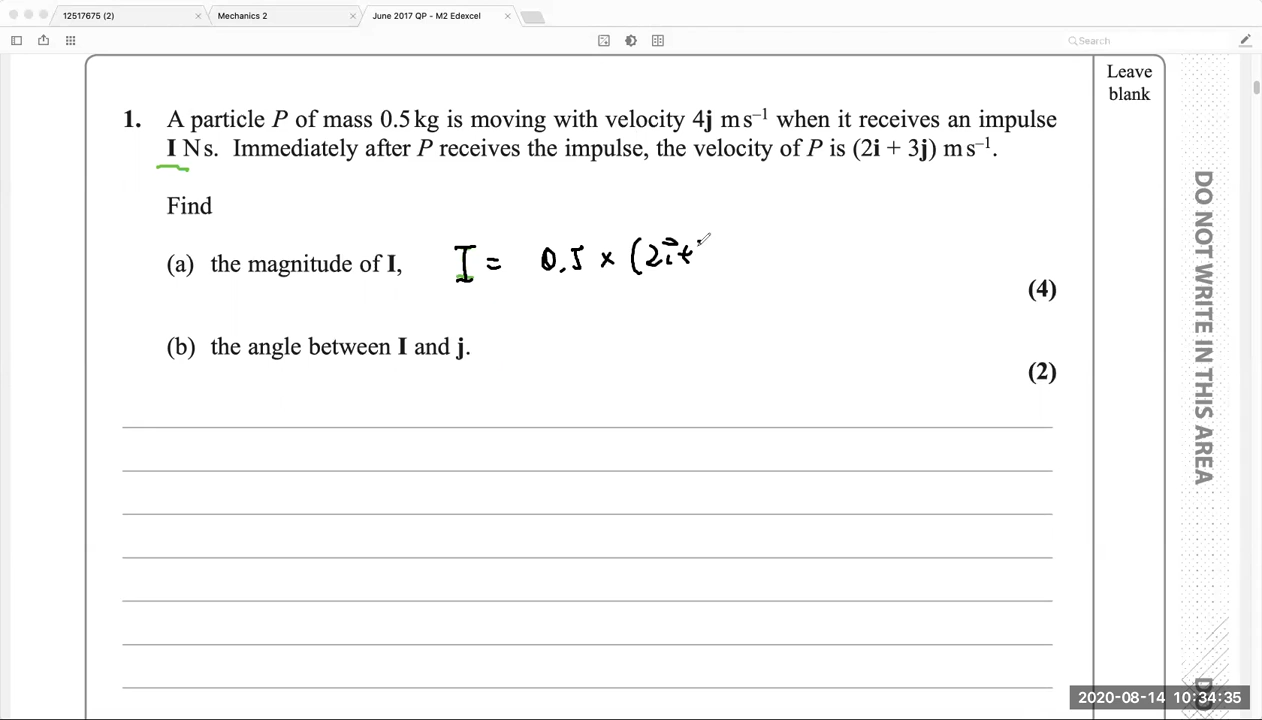 12517675 (2) Mechanics 2 June 2017 QP - M2 Edexcel
Search
Leave
blank
1. A particle P of mass 0.5 kg is moving with velocity 4j m s⁻¹ when it receives an impulse
I N s. Immediately after P receives the impulse, the velocity of P is (2i + 3j) m s⁻¹.
Find
(a) the magnitude of I,
I = 0.5 × (2i +
(4)
(b) the angle between I and j.
(2)
DO NOT WRITE IN THIS AREA
DO
2020-08-14 10:34:35